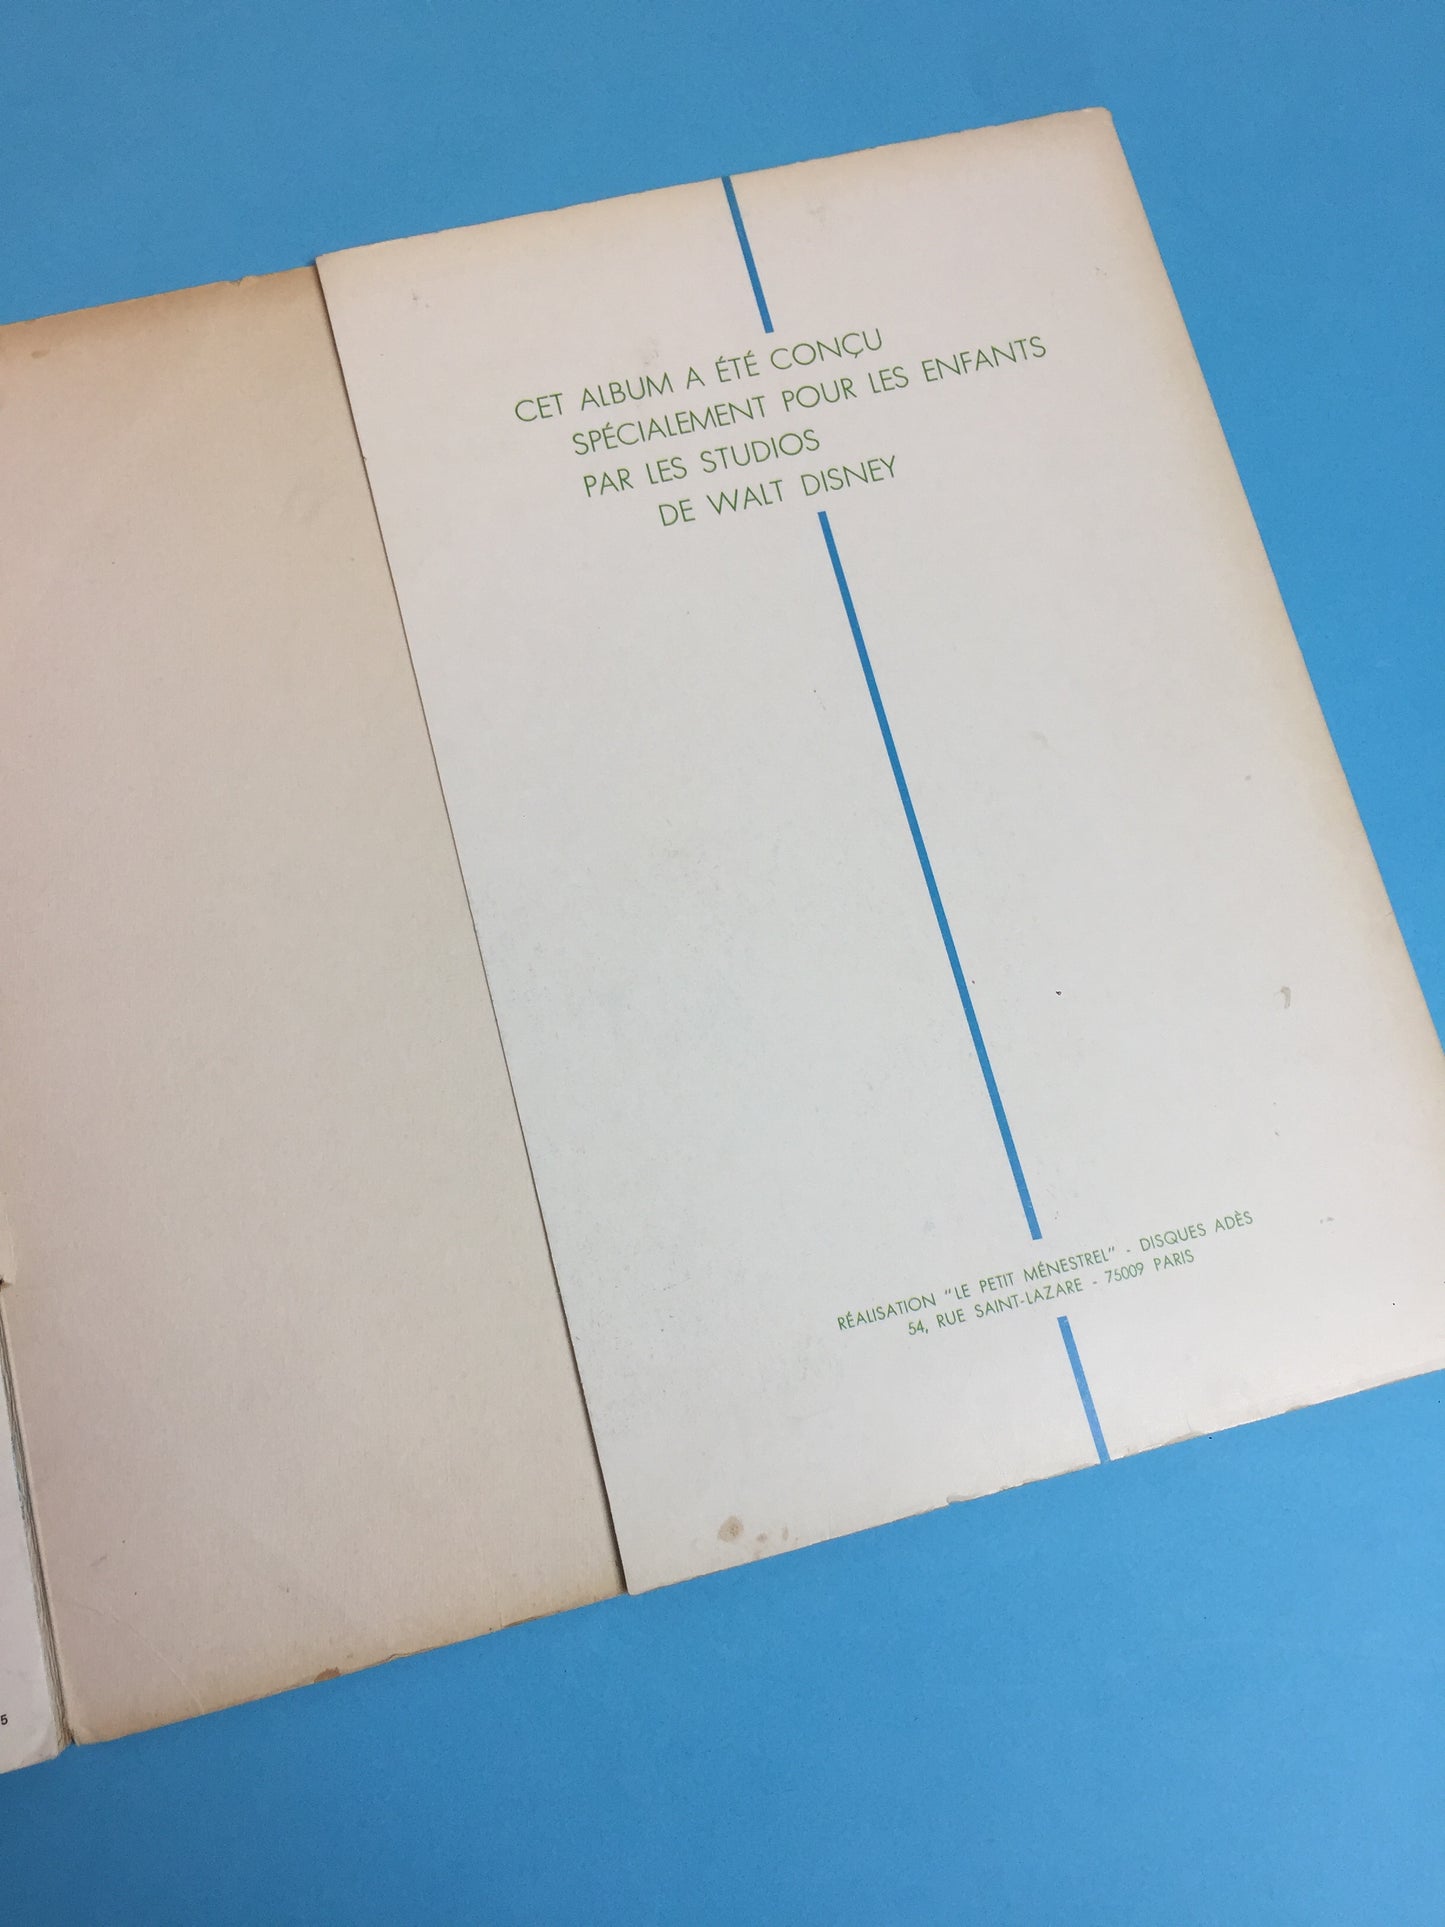 CET ALBUM A ÉTÉ CONÇU
SPÉCIALEMENT POUR LES ENFANTS
PAR LES STUDIOS
DE WALT DISNEY
RÉALISATION "LE PETIT MÉNESTREL" - DISQUES ADÈS
54, RUE SAINT-LAZARE - 75009 PARIS
5